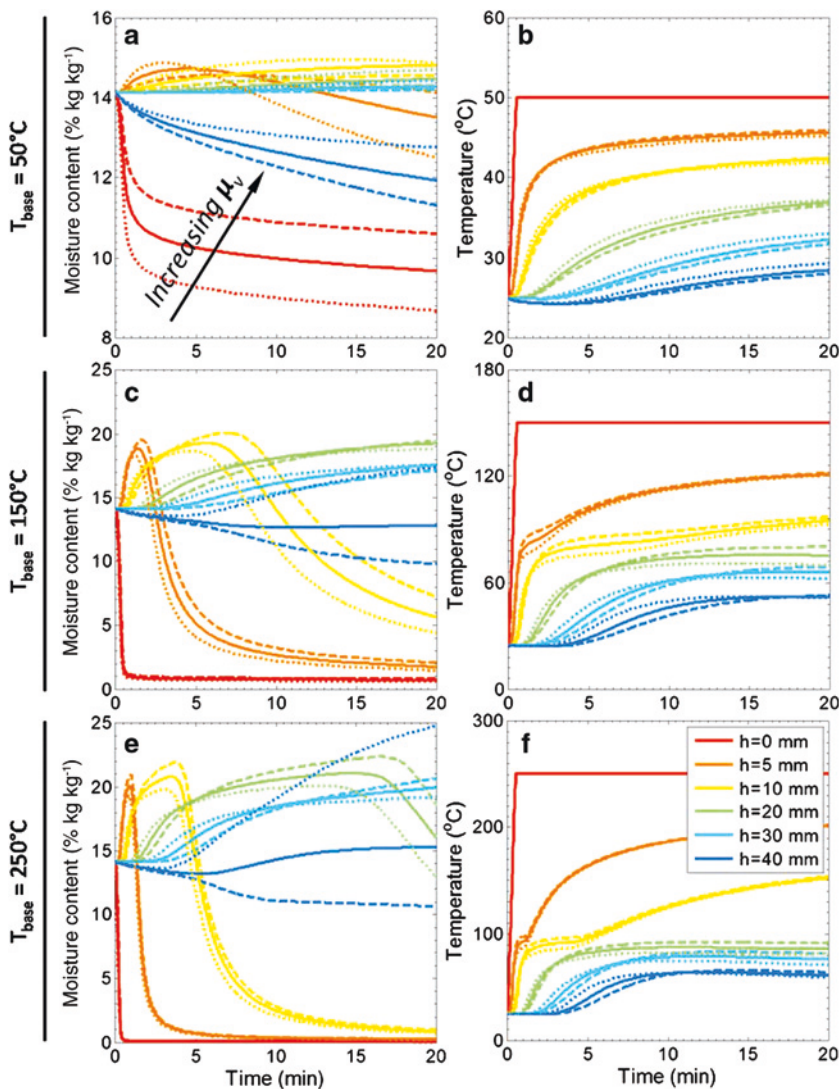 T_base = 50°C
a
Moisture content (% kg kg⁻¹)
16
14
12
10
8
0 5 10 15 20
Increasing μ_v
b
Temperature (°C)
60
50
40
30
20
0 5 10 15 20
T_base = 150°C
c
Moisture content (% kg kg⁻¹)
25
20
15
10
5
0
0 5 10 15 20
d
Temperature (°C)
180
150
120
60
0
0 5 10 15 20
T_base = 250°C
e
Moisture content (% kg kg⁻¹)
25
20
15
10
5
0
0 5 10 15 20
Time (min)
f
Temperature (°C)
300
200
100
0
0 5 10 15 20
Time (min)
h=0 mm
h=5 mm
h=10 mm
h=20 mm
h=30 mm
h=40 mm